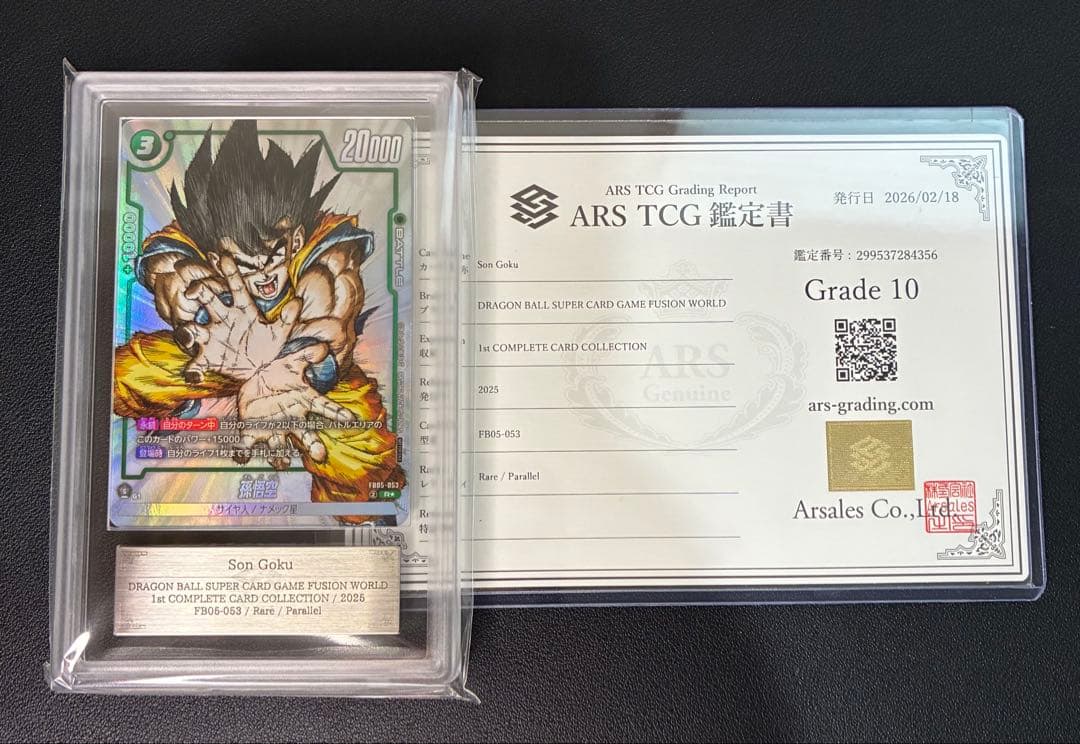 3
20000
+10000
BATTLE
永続 自分のターン中 自分のライフが2以下の場合、バトルエリアの
このカードのパワー+15000
登場時 自分のライフ1枚までを手札に加える。
FB05-053
2 R★
G1
孫悟空
サイヤ人 / ナメック星
Son Goku
DRAGON BALL SUPER CARD GAME FUSION WORLD
1st COMPLETE CARD COLLECTION / 2025
FB05-053 / Rare / Parallel
ARS TCG Grading Report
ARS TCG 鑑定書
発行日 2026/02/18
鑑定番号:299537284356
Grade 10
Son Goku
DRAGON BALL SUPER CARD GAME FUSION WORLD
1st COMPLETE CARD COLLECTION
2025
FB05-053
Rare / Parallel
ARS
Genuine
ars-grading.com
Arsales Co.,Ltd.
Arsales